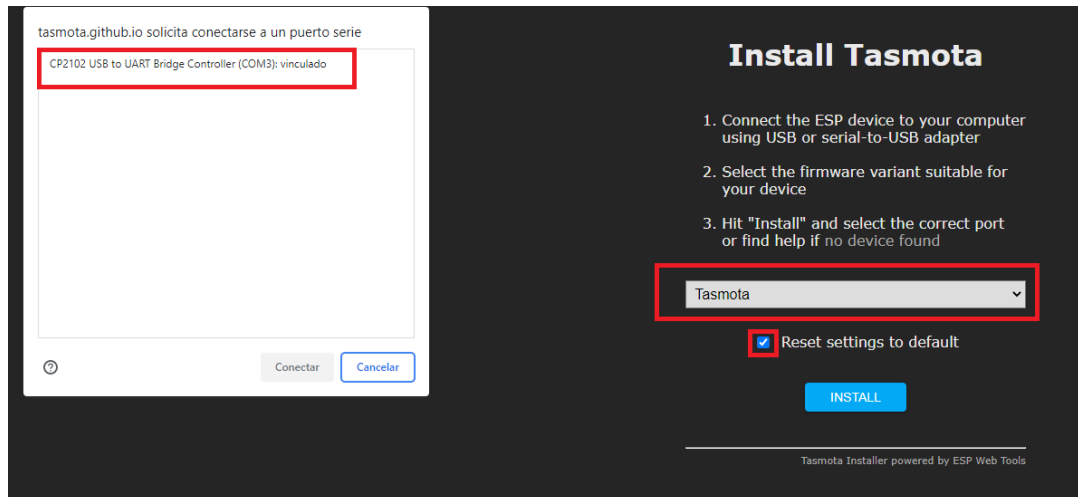 tasmota.github.io solicita conectarse a un puerto serie
CP2102 USB to UART Bridge Controller (COM3): vinculado
Conectar
Cancelar
Install Tasmota
1. Connect the ESP device to your computer
using USB or serial-to-USB adapter
2. Select the firmware variant suitable for
your device
3. Hit "Install" and select the correct port
or find help if no device found
Tasmota
Reset settings to default
INSTALL
Tasmota Installer powered by ESP Web Tools